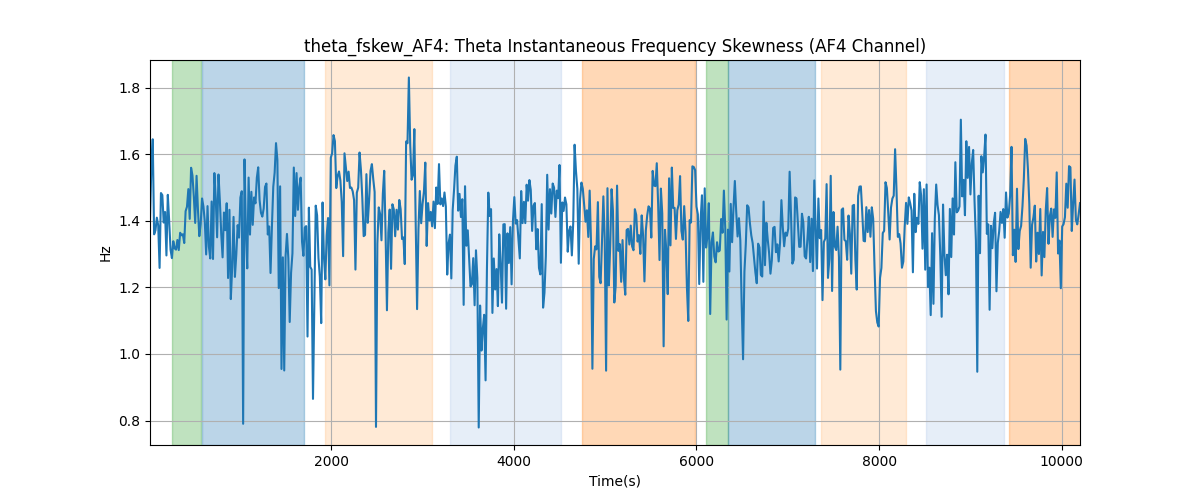 theta_fskew_AF4: Theta Instantaneous Frequency Skewness (AF4 Channel)
1.8
1.6
1.4
1.2
1.0
0.8
Hz
2000 4000 6000 8000 10000
Time(s)